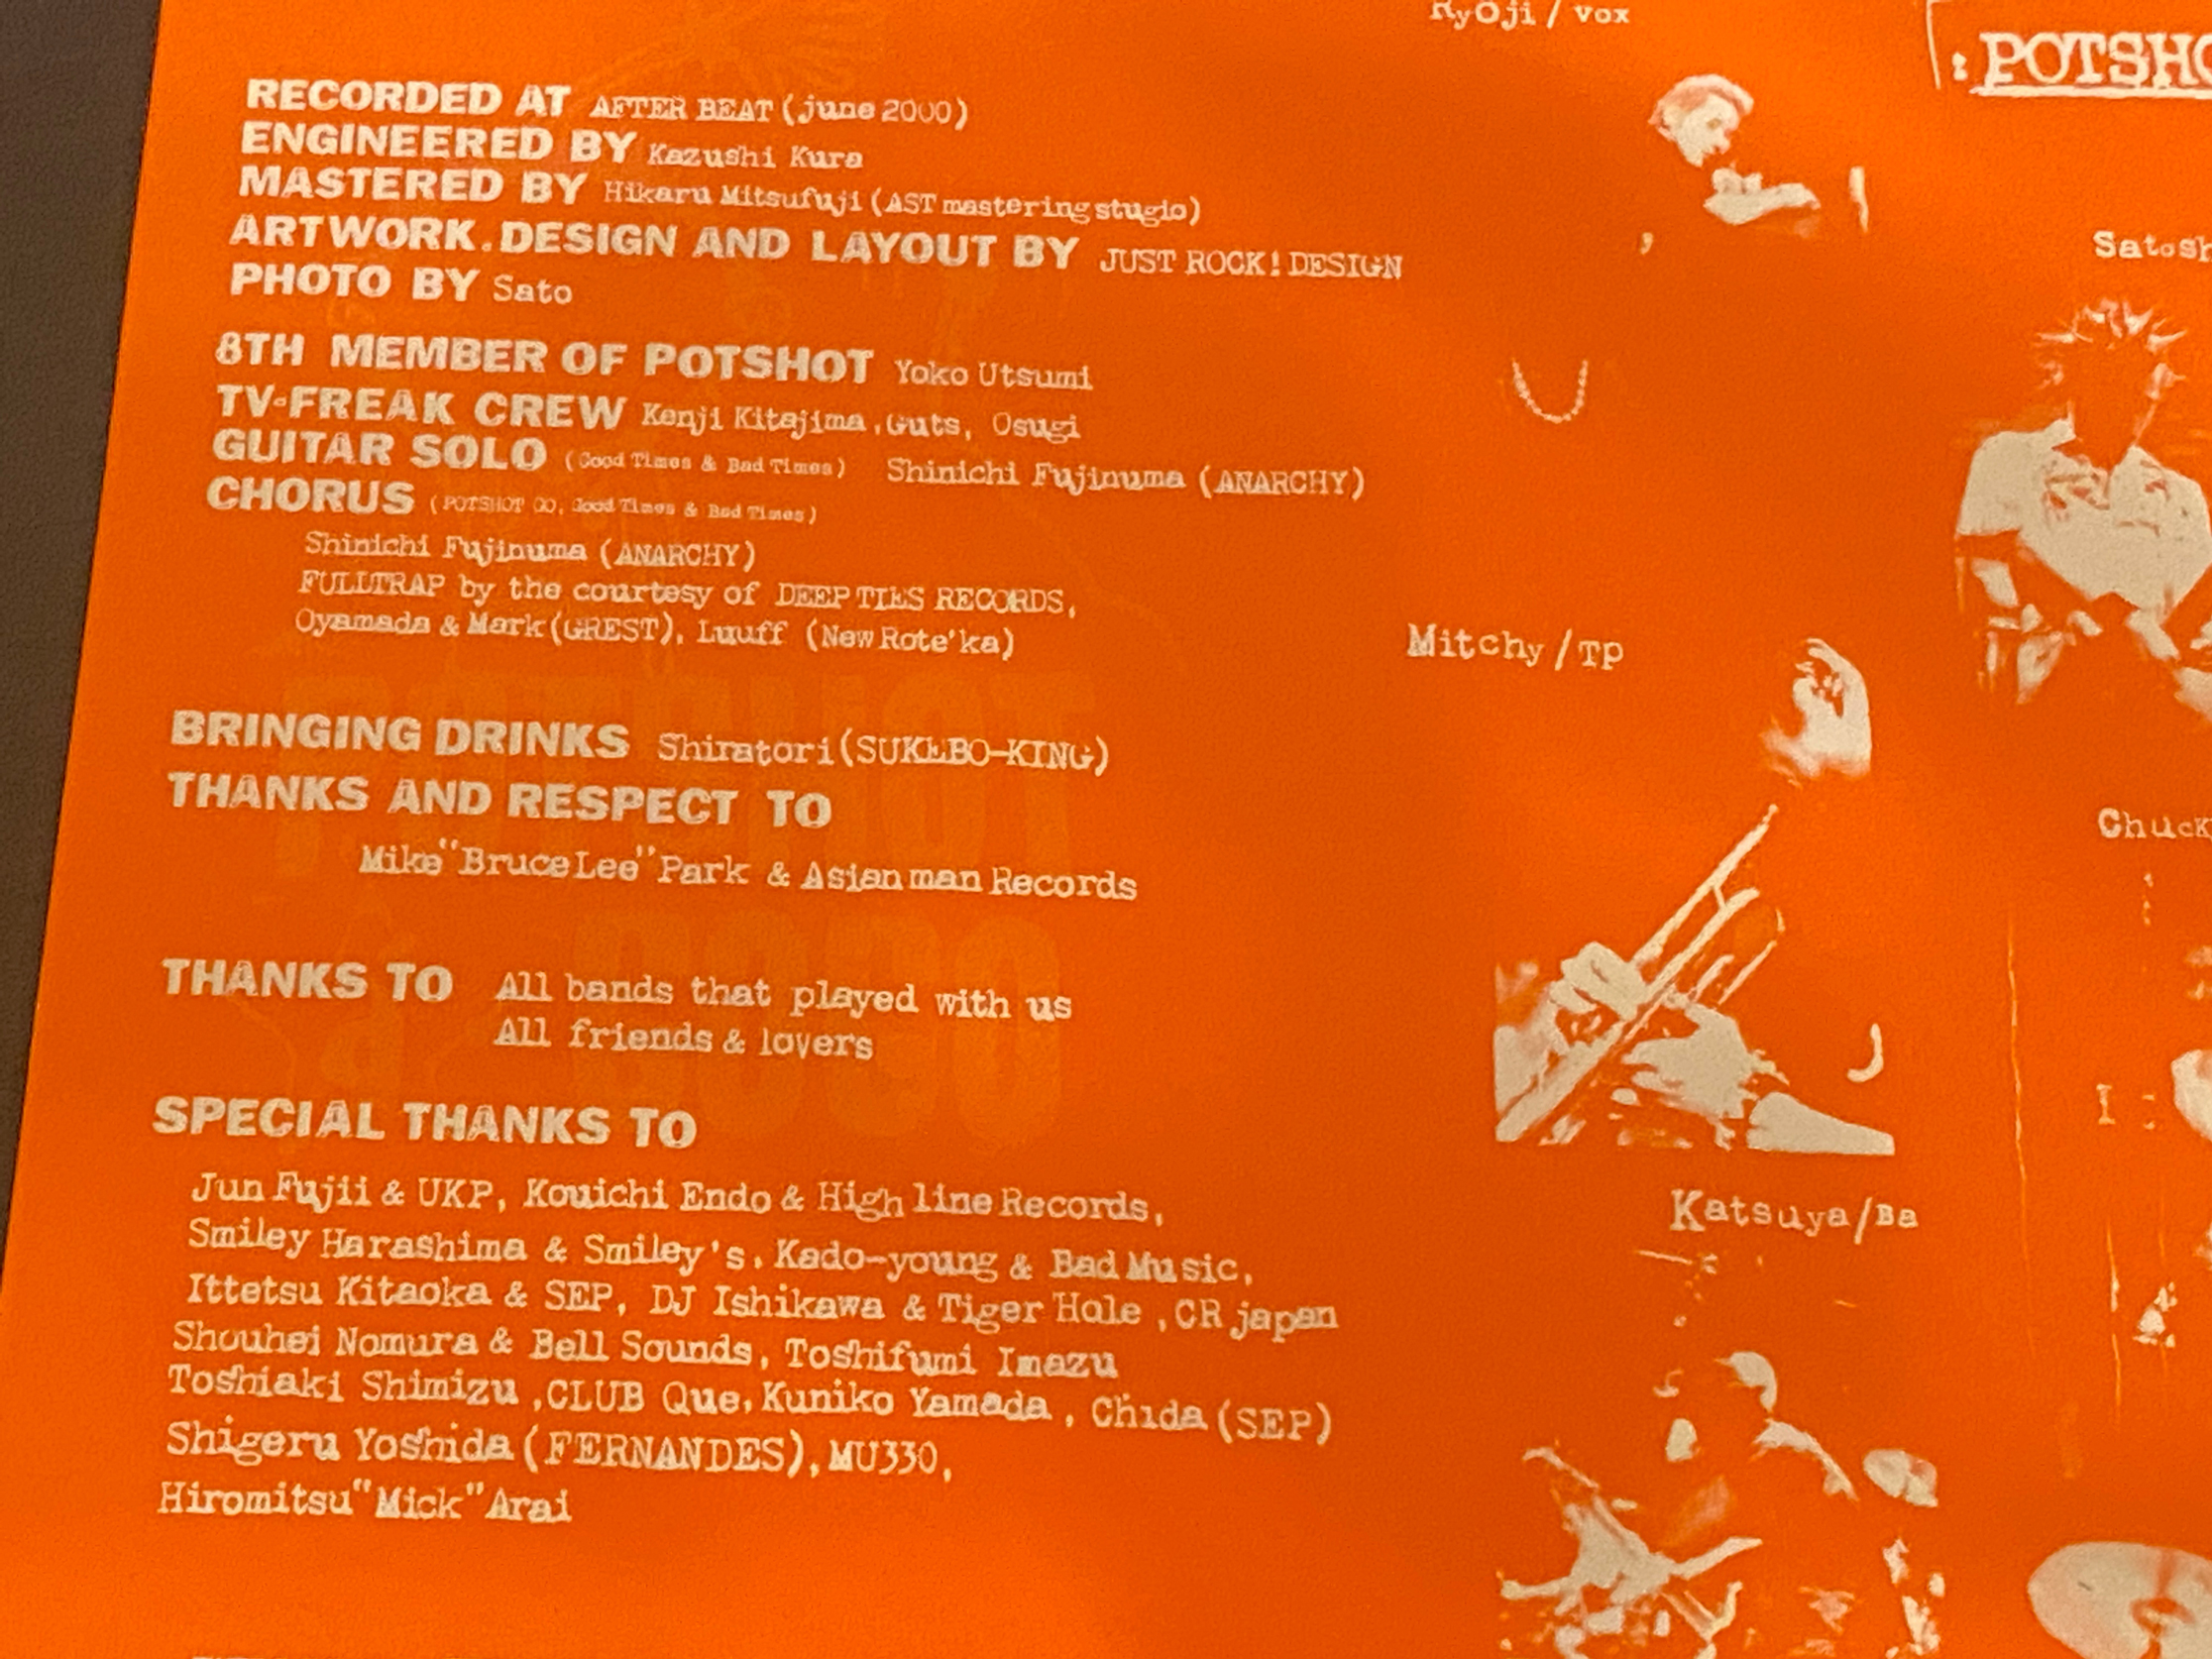 RECORDED AT AFTER BEAT (june 2000)
ENGINEERED BY Kazushi Kura
MASTERED BY Hikaru Mitsufuji (AST mastering stugio)
ARTWORK.DESIGN AND LAYOUT BY JUST ROCK! DESIGN
PHOTO BY Sato
8TH MEMBER OF POTSHOT Yoko Utsumi
TV-FREAK CREW Kenji Kitajima, Guts, Osugi
GUITAR SOLO (Good Times & Bad Times) Shinichi Fujinuma (ANARCHY)
CHORUS (POTSHOT GO, Good Times & Bad Times)
Shinichi Fujinuma (ANARCHY)
FULLTRAP by the courtesy of DEEP RECORDS,
Oyamada & Mark (GREST), Luuff (New Rote'ka)
BRINGING DRINKS Shiratori (SUKEBO-KING)
THANKS AND RESPECT TO
Mike "Bruce Lee" Park & Asian man Records
THANKS TO All bands that played with us
All friends & lovers
SPECIAL THANKS TO
Jun Fujii & UKP, Kouichi Endo & High line Records,
Smiley Harashima & Smiley's, Kado-young & Bad Music,
Ittetsu Kitaoka & SEP, DJ Ishikawa & Tiger Hole, CR japan
Shouhei Nomura & Bell Sounds, Toshifumi Imazu
Toshiaki Shimizu, CLUB Que, Kuniko Yamada, Chida (SEP)
Shigeru Yoshida (FERNANDES), MU330,
Hiromitsu "Mick" Arai
RyOji / vox
: POTSHO
Satosh
Mitchy / TP
Chuck
Katsuya / Ba